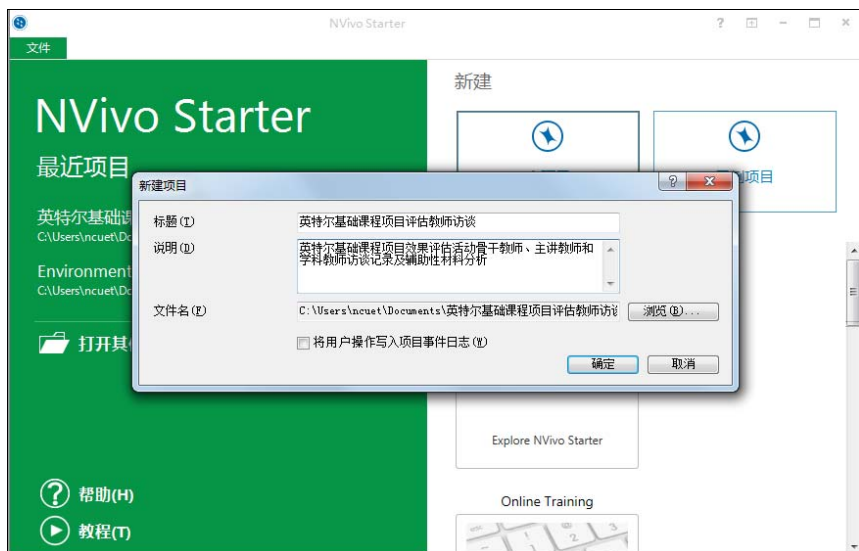 NVivo Starter
文件
NVivo Starter
最近项目
英特尔基础课
C:\Users\ncuet\Do
Environment
C:\Users\ncuet\Do
打开其
帮助(H)
教程(T)
新建
项目
新建项目
标题(T)
英特尔基础课程项目评估教师访谈
说明(D)
英特尔基础课程项目效果评估活动骨干教师、主讲教师和
学科教师访谈记录及辅助性材料分析
文件名(F)
C:\Users\ncuet\Documents\英特尔基础课程项目评估教师访谈
浏览(B)...
将用户操作写入项目事件日志(W)
确定
取消
Explore NVivo Starter
Online Training